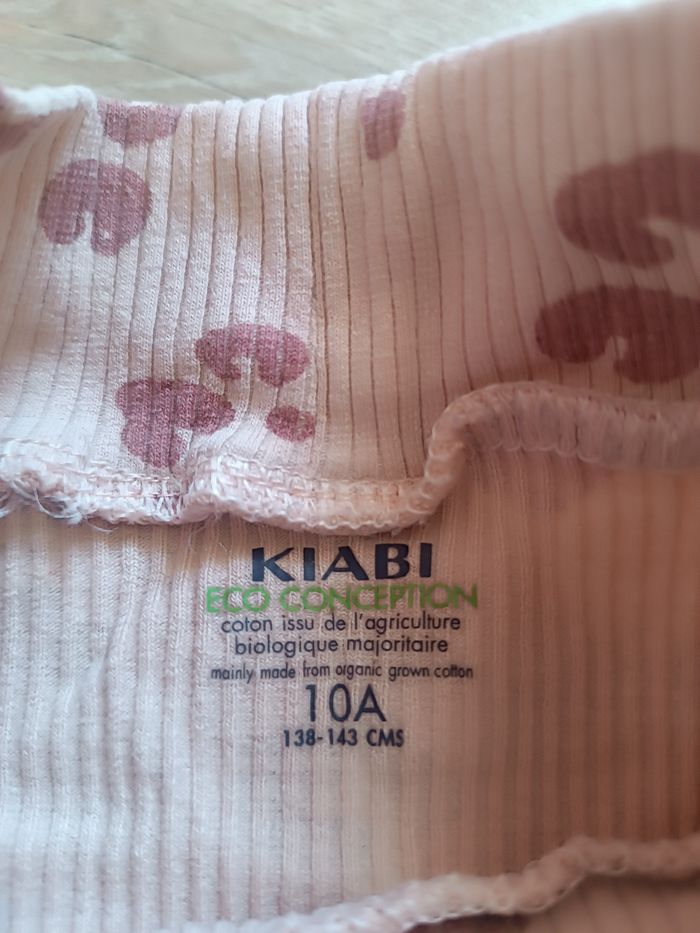 KIABI
ECO CONCEPTION
coton issu de l'agriculture
biologique majoritaire
mainly made from organic grown cotton
10A
138-143 CMS